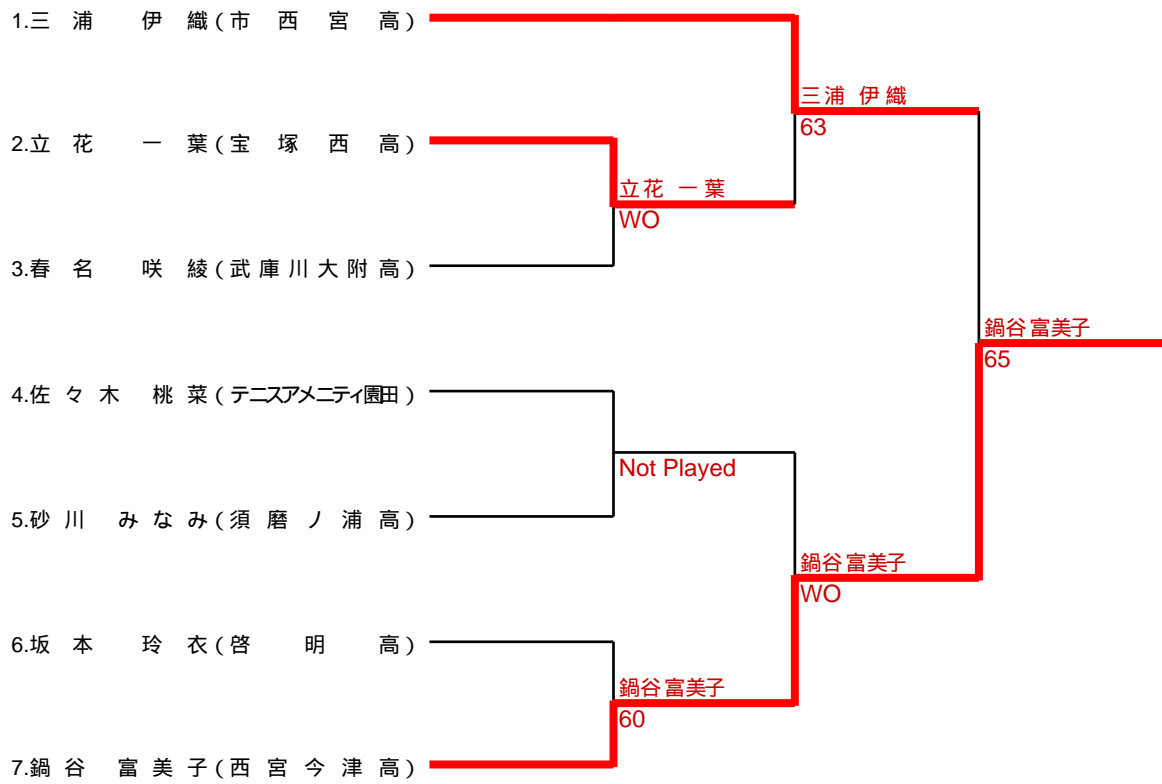 1.三浦 伊織(市西宮高)
三浦 伊織
63
2.立花 一葉(宝塚西高)
立花 一葉
WO
3.春名 咲綾(武庫川大附高)
鍋谷 富美子
65
4.佐々木 桃菜(テニスアメニティ園田)
Not Played
5.砂川 みなみ(須磨ノ浦高)
鍋谷 富美子
WO
6.坂本 玲衣(啓明高)
鍋谷 富美子
60
7.鍋谷 富美子(西宮今津高)